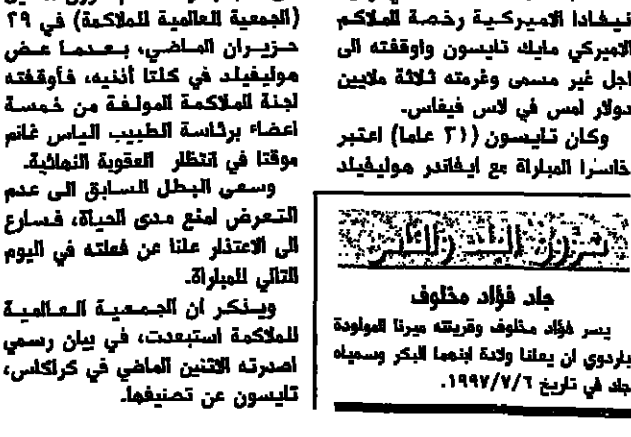 نيفادا الاميركية رخصة الملاكم
الاميركي مايك تايسون واوقفته الى
اجل غير مسمى وغرمته ثلاثة ملايين
دولار امس في لاس فيغاس.
وكان تايسون (٣١ عاما) اعتبر
خاسرا المباراة مع ايفاندر هوليفيلد
(الجمعية العالمية للملاكمة) في ٢٩
حزيران الماضي، بعدما عض
هوليفيلد في كلتا أذنيه، فأوقفته
لجنة الملاكمة المولفة من خمسة
اعضاء برئاسة الطبيب الياس غانم
موقتا في انتظار العقوبة النهائية.
وسعى البطل السابق الى عدم
التعرض لمنع مدى الحياة، فسارع
الى الاعتذار علنا عن فعلته في اليوم
التالي للمباراة.
ويذكر ان الجمعية العالمية
للملاكمة استبعدت، في بيان رسمي
اصدرته الاثنين الماضي في كراكاس،
تايسون عن تصنيفها.
جاد فؤاد مخلوف
يسر فؤاد مخلوف وقرينته ميرنا المولودة
باردوي ان يعلنا ولادة ابنهما البكر وسمياه
جاد في تاريخ ١٩٩٧/٧/٦.